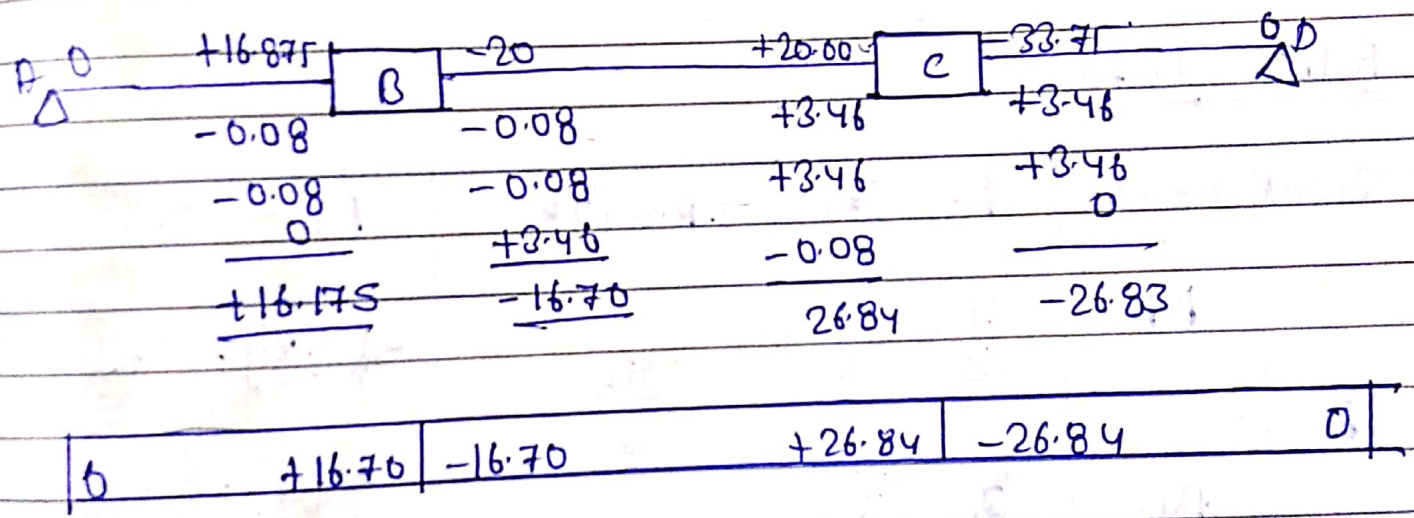 A 0 +16.875 B -20 +20.00 C -33.75 0 D
-0.08 -0.08 +3.46 +3.46
-0.08 -0.08 +3.46 +3.46
0 +3.46 -0.08 0
+16.175 -16.70 26.84 -26.83
0 +16.70 -16.70 +26.84 -26.84 0